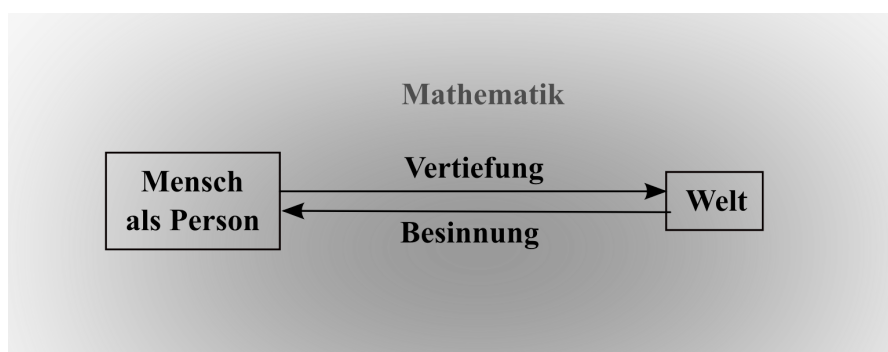 Mathematik
Vertiefung
Mensch
als Person
Welt
Besinnung